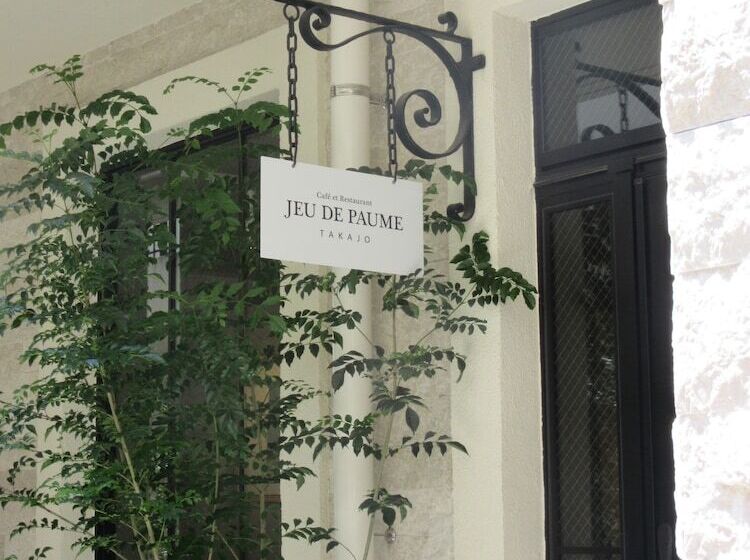 Café et Restaurant
JEU DE PAUME
TAKAJO